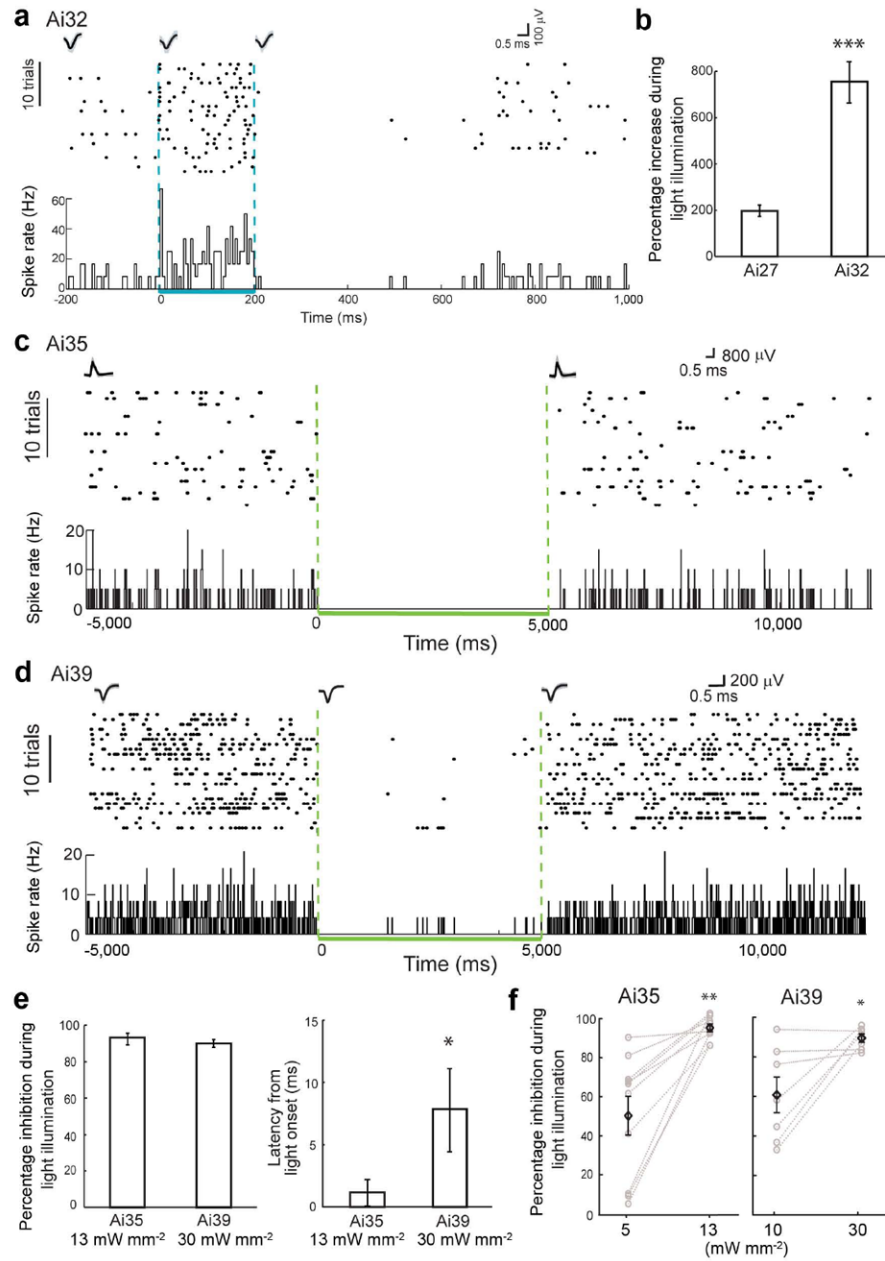 a Ai32
0.5 ms
100 µV
10 trials
Spike rate (Hz)
60
40
20
0
-200 0 200 400 600 800 1,000
Time (ms)
b
***
Percentage increase during
light illumination
800
600
400
200
Ai27 Ai32
c Ai35
800 µV
0.5 ms
10 trials
Spike rate (Hz)
20
10
0
-5,000 0 5,000 10,000
Time (ms)
d Ai39
200 µV
0.5 ms
10 trials
Spike rate (Hz)
20
10
0
-5,000 0 5,000 10,000
Time (ms)
e
Percentage inhibition during
light illumination
100
80
60
40
20
0
Ai35 Ai39
13 mW mm-2 30 mW mm-2
Latency from
light onset (ms)
15
10
5
0
*
Ai35 Ai39
13 mW mm-2 30 mW mm-2
f
Ai35 Ai39
** *
Percentage inhibition during
light illumination
100
80
60
40
20
0
5 13 10 30
(mW mm-2)